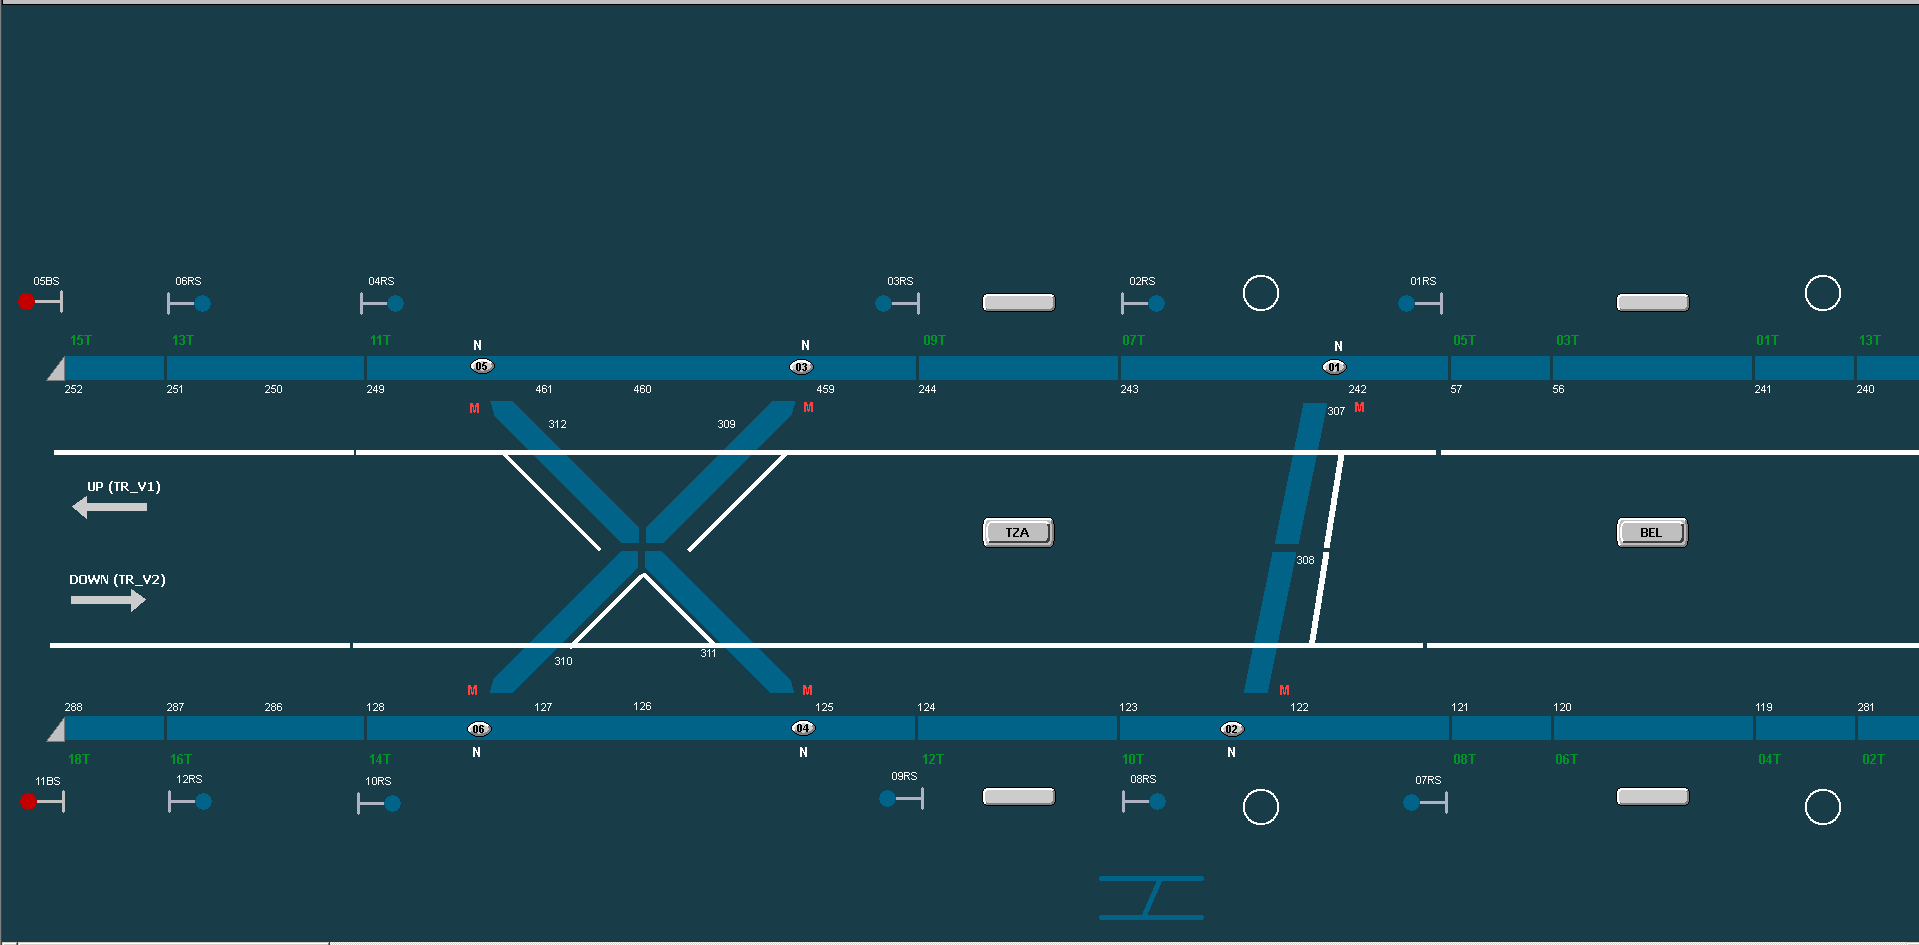 05BS 06RS 04RS 03RS 02RS 01RS
15T 13T 11T N N 09T 07T N 05T 03T 01T 13T
05 03 01
252 251 250 249 461 460 459 244 243 242 57 56 241 240
M M 307 M
312 309
UP (TR_V1)
TZA BEL
308
DOWN (TR_V2)
310 311
M M M
288 287 286 128 127 126 125 124 123 122 121 120 119 281
06 04 02
N N N
18T 16T 14T 12T 10T 08T 06T 04T 02T
11BS 12RS 10RS 09RS 08RS 07RS